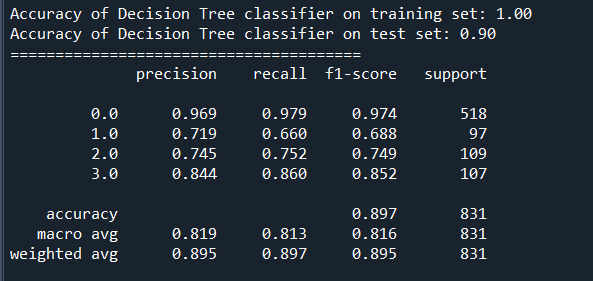 Accuracy of Decision Tree classifier on training set: 1.00
Accuracy of Decision Tree classifier on test set: 0.90
=======================================
precision recall f1-score support
0.0 0.969 0.979 0.974 518
1.0 0.719 0.660 0.688 97
2.0 0.745 0.752 0.749 109
3.0 0.844 0.860 0.852 107
accuracy 0.897 831
macro avg 0.819 0.813 0.816 831
weighted avg 0.895 0.897 0.895 831